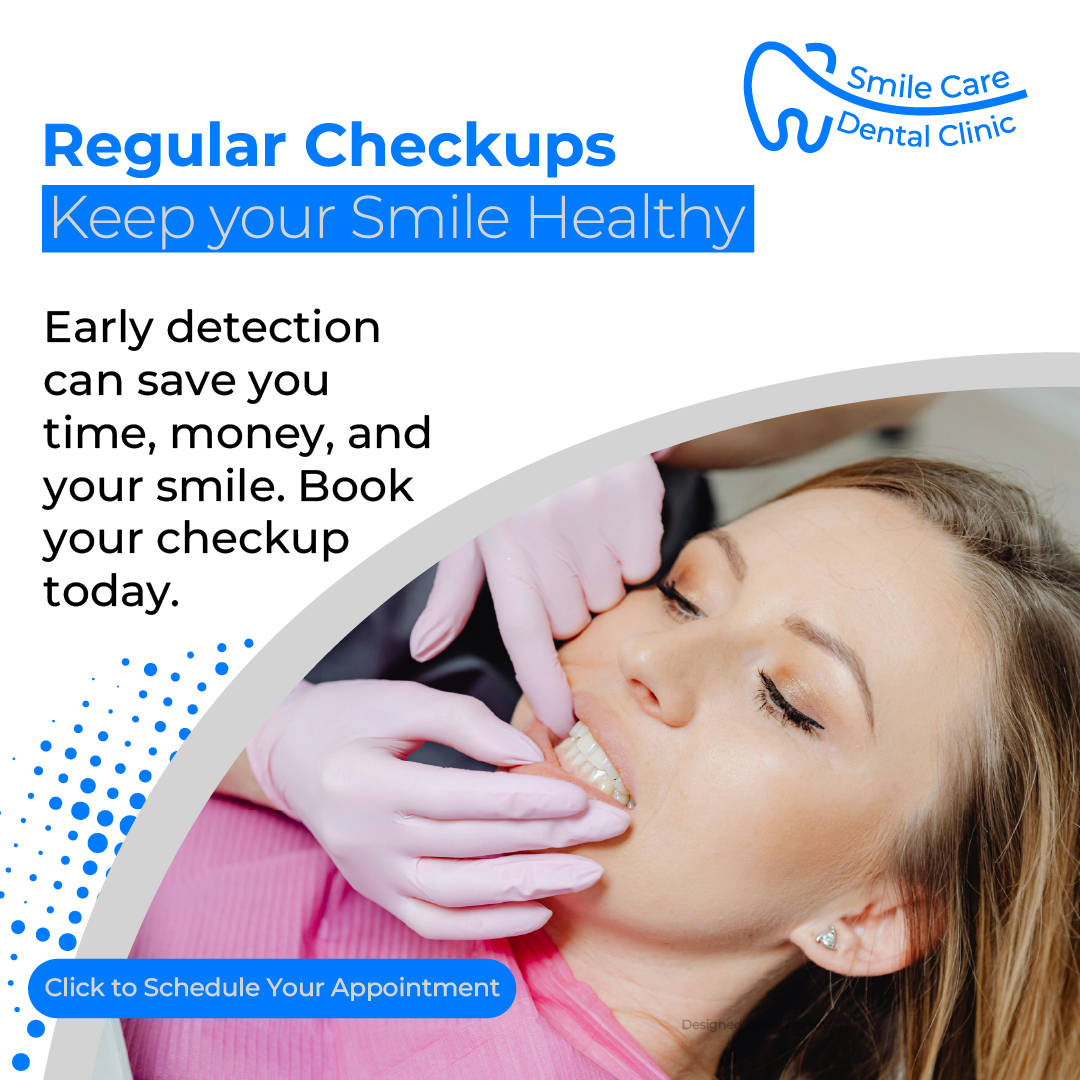 Smile Care
Dental Clinic
Regular Checkups
Keep your Smile Healthy
Early detection
can save you
time, money, and
your smile. Book
your checkup
today.
Click to Schedule Your Appointment
Designed